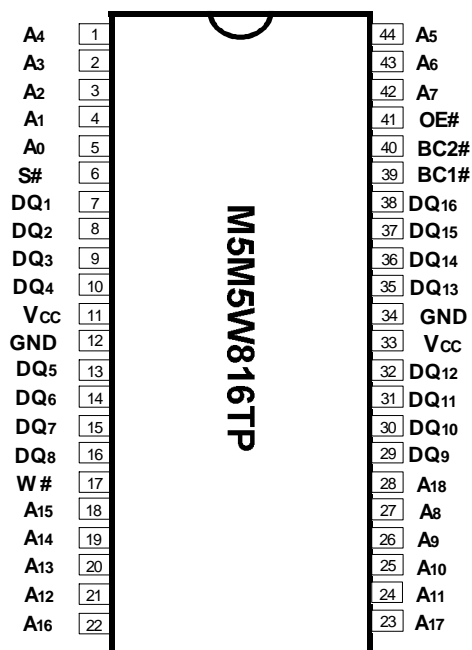 A4 1 44 A5
A3 2 43 A6
A2 3 42 A7
A1 4 41 OE#
A0 5 40 BC2#
S# 6 39 BC1#
DQ1 7 38 DQ16
DQ2 8 37 DQ15
DQ3 9 36 DQ14
DQ4 10 35 DQ13
VCC 11 34 GND
GND 12 33 VCC
DQ5 13 32 DQ12
DQ6 14 31 DQ11
DQ7 15 30 DQ10
DQ8 16 29 DQ9
W# 17 28 A18
A15 18 27 A8
A14 19 26 A9
A13 20 25 A10
A12 21 24 A11
A16 22 23 A17
M5M5W816TP